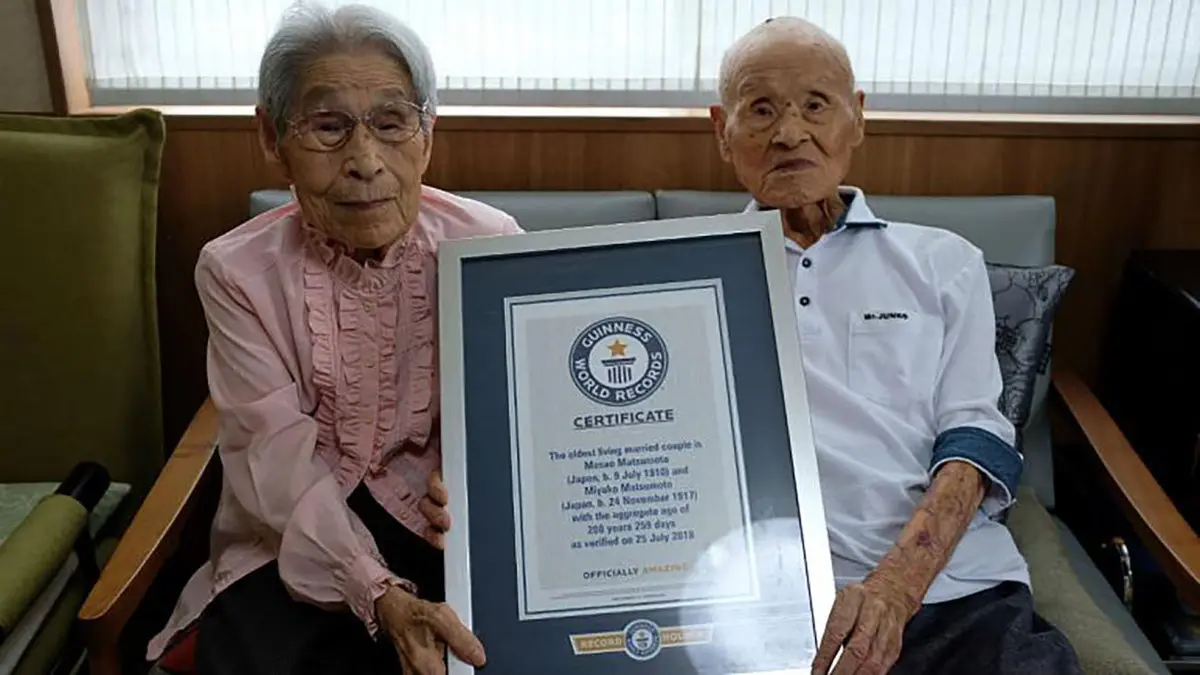 GUINNESS
WORLD RECORDS
CERTIFICATE
The oldest living married couple is
Masao Matsumoto
(Japan, b. 9 July 1910) and
Miyako Matsumoto
(Japan, b. 24 November 1917)
with the aggregate age of
208 years 259 days
as verified on 25 July 2018
OFFICIALLY AMAZING
RECORD HOLDER
Mr.JUNKO